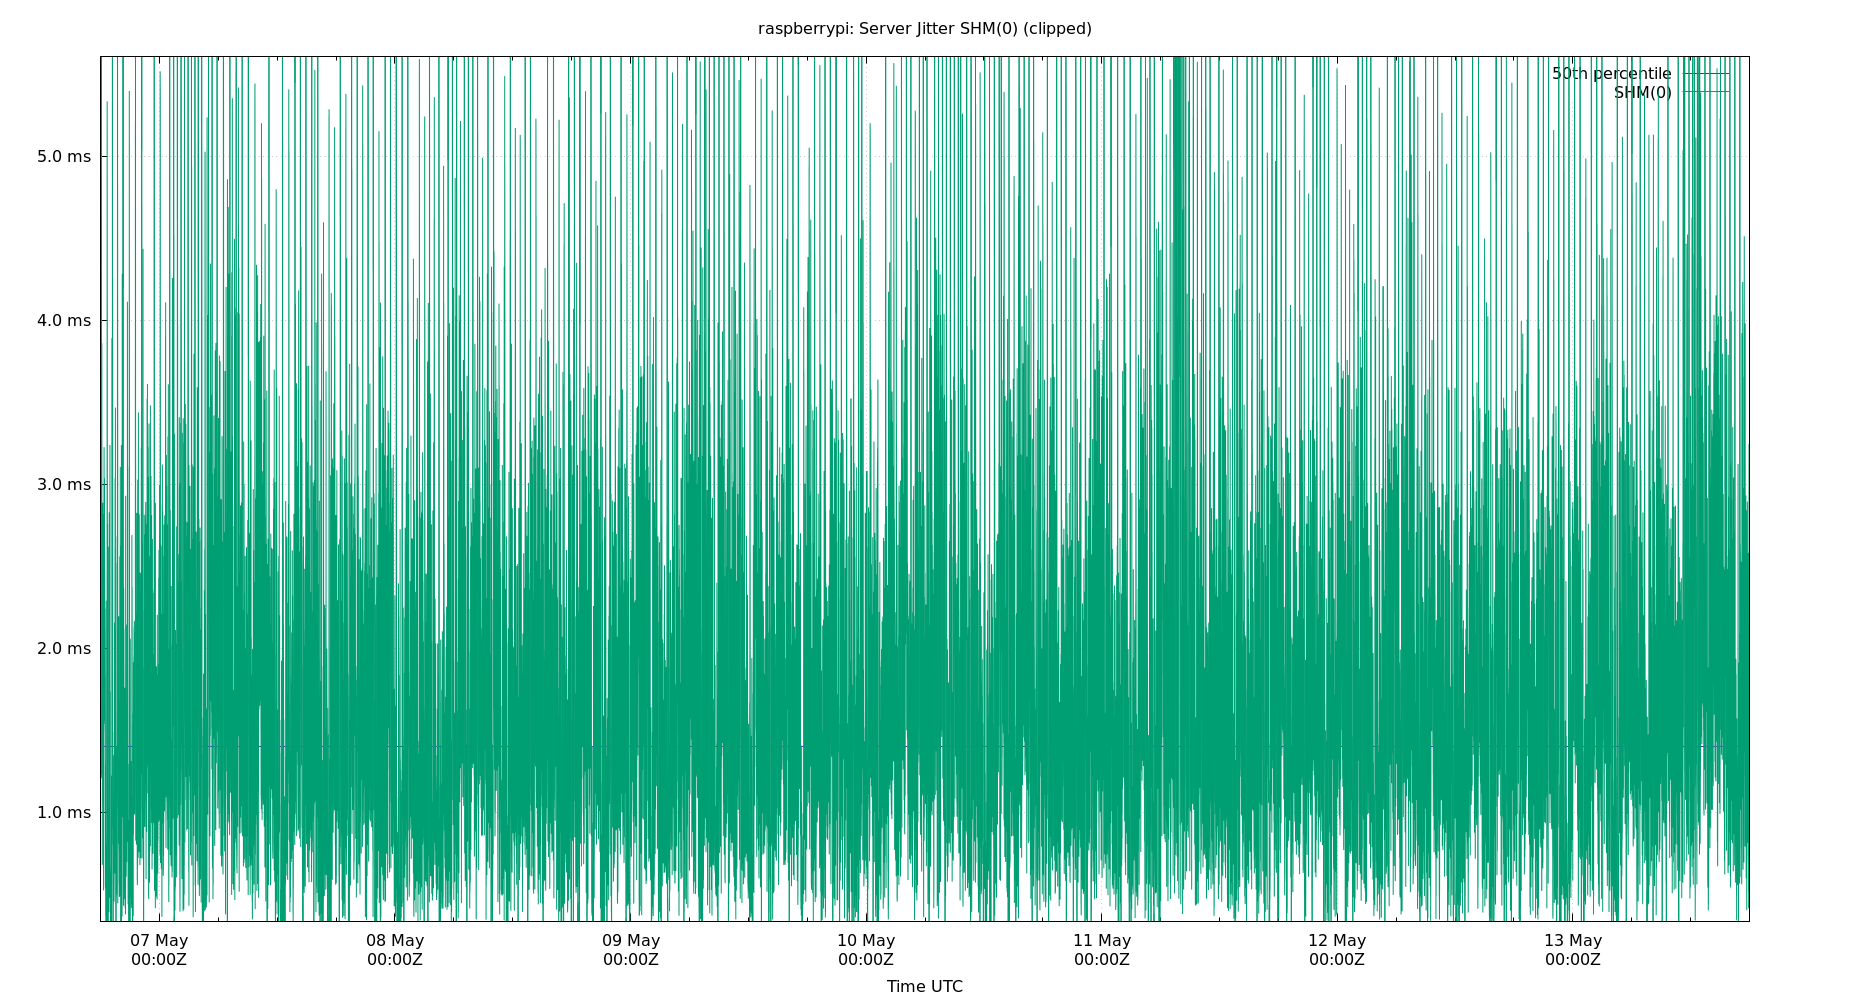 raspberrypi: Server Jitter SHM(0) (clipped)
50th percentile
SHM(0)
5.0 ms
4.0 ms
3.0 ms
2.0 ms
1.0 ms
07 May 08 May 09 May 10 May 11 May 12 May 13 May
00:00Z 00:00Z 00:00Z 00:00Z 00:00Z 00:00Z 00:00Z
Time UTC